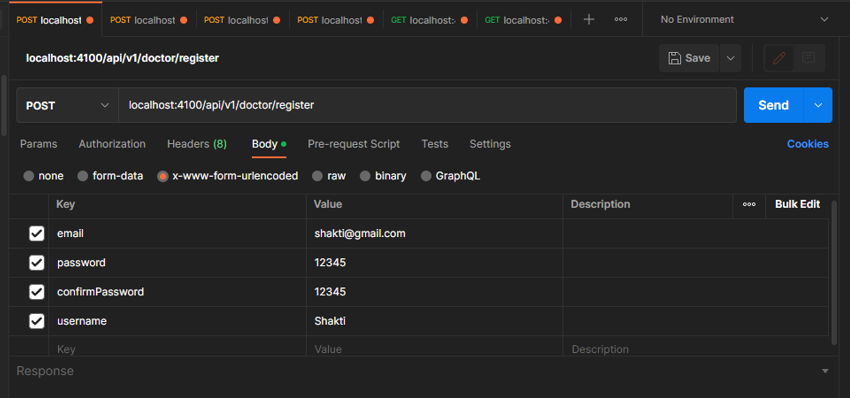 POST localhost POST localhost POST localhost POST localhost GET localhost: GET localhost: + ooo No Environment
localhost:4100/api/v1/doctor/register Save
POST localhost:4100/api/v1/doctor/register Send
Params Authorization Headers (8) Body Pre-request Script Tests Settings Cookies
none form-data x-www-form-urlencoded raw binary GraphQL
Key Value Description ooo Bulk Edit
email shakti@gmail.com
password 12345
confirmPassword 12345
username Shakti
Key Value Description
Response